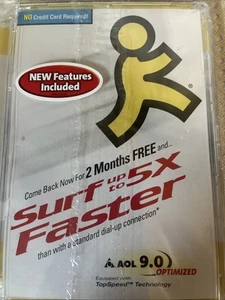 NO Credit Card Required!
NEW Features
Included
Come Back Now For 2 Months FREE and...
Surf up to 5X
Faster
than with a standard dial-up connection*
AOL 9.0
OPTIMIZED
Equipped with
TopSpeed™ Technology